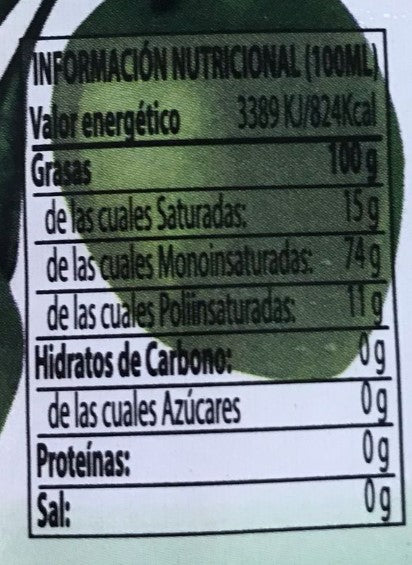 INFORMACIÓN NUTRICIONAL (100ML)
Valor energético 3389 KJ/824Kcal
Grasas 100 g
de las cuales Saturadas: 15 g
de las cuales Monoinsaturadas: 74 g
de las cuales Poliinsaturadas: 11 g
Hidratos de Carbono: 0 g
de las cuales Azúcares 0 g
Proteínas: 0 g
Sal: 0 g